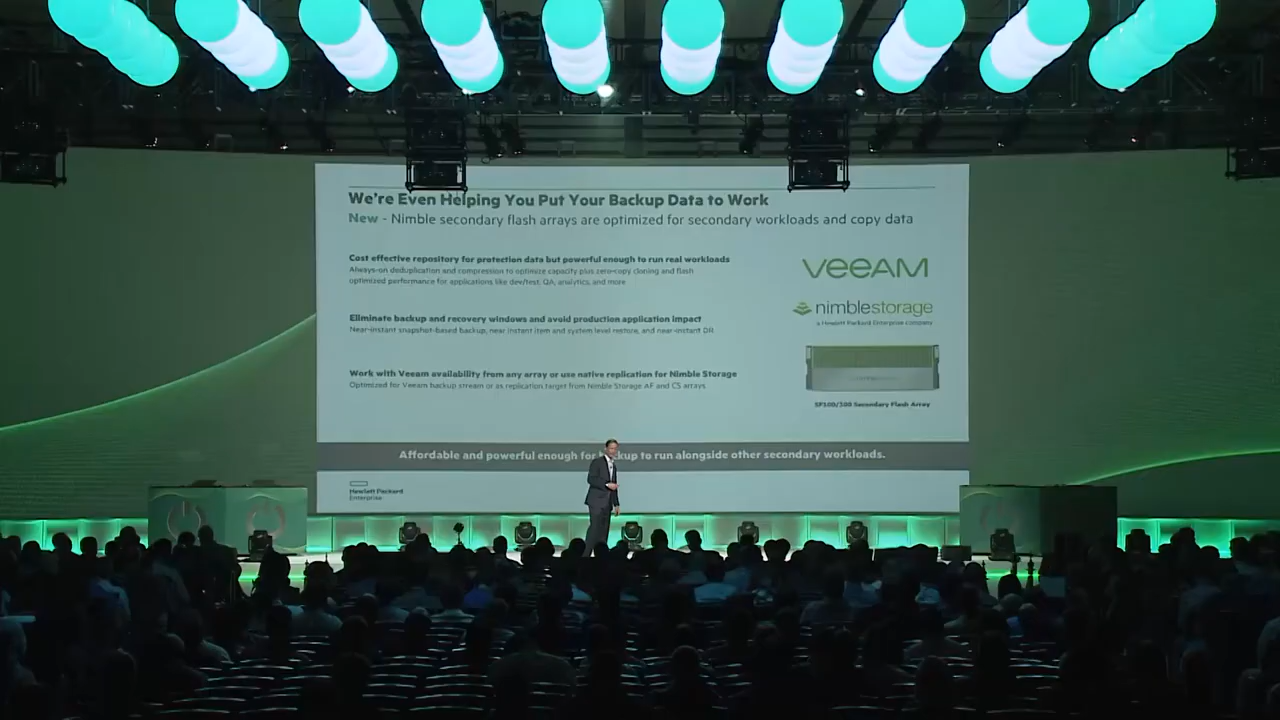 We're Even Helping You Put Your Backup Data to Work
New - Nimble secondary flash arrays are optimized for secondary workloads and copy data
Cost effective repository for protection data but powerful enough to run real workloads
Always-on deduplication and compression to optimize capacity plus zero-copy cloning and flash
optimized performance for applications like dev/test, QA, analytics, and more
Eliminate backup and recovery windows and avoid production application impact
Near-instant snapshot-based backup, near instant item and system level restore, and near-instant DR
Work with Veeam availability from any array or use native replication for Nimble Storage
Optimized for Veeam backup stream or as replication target from Nimble Storage AF and CS arrays
veeam
nimblestorage
a Hewlett Packard Enterprise company
SF100/300 Secondary Flash Array
Affordable and powerful enough for kup to run alongside other secondary workloads.
Hewlett Packard
Enterprise